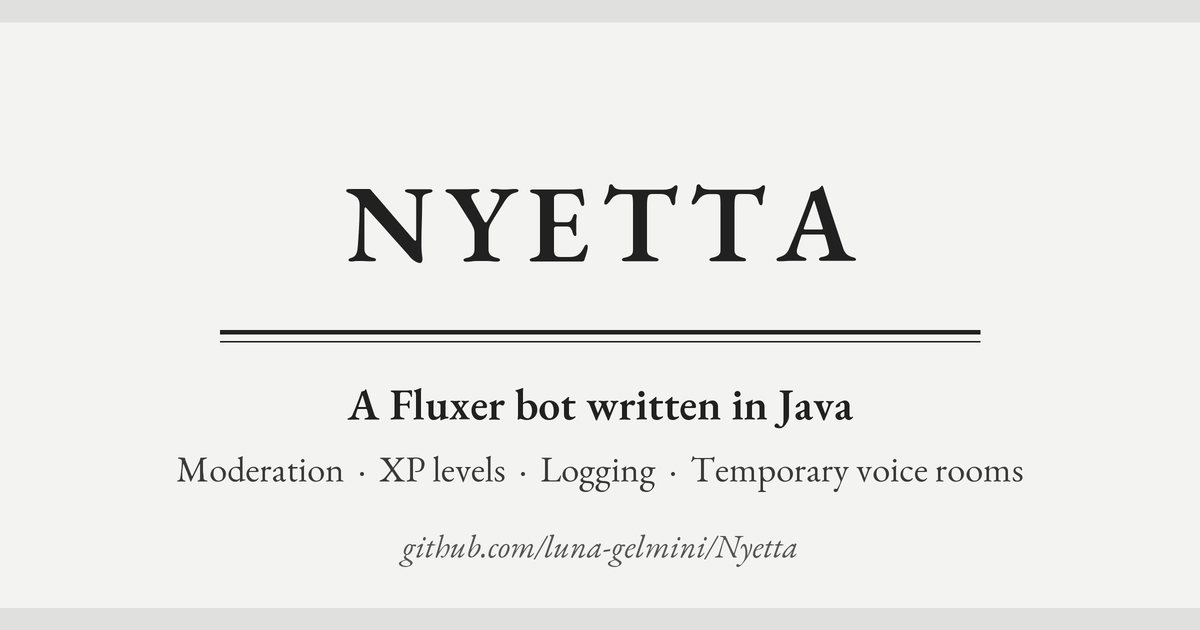 NYETTA
A Fluxer bot written in Java
Moderation · XP levels · Logging · Temporary voice rooms
github.com/luna-gelmini/Nyetta